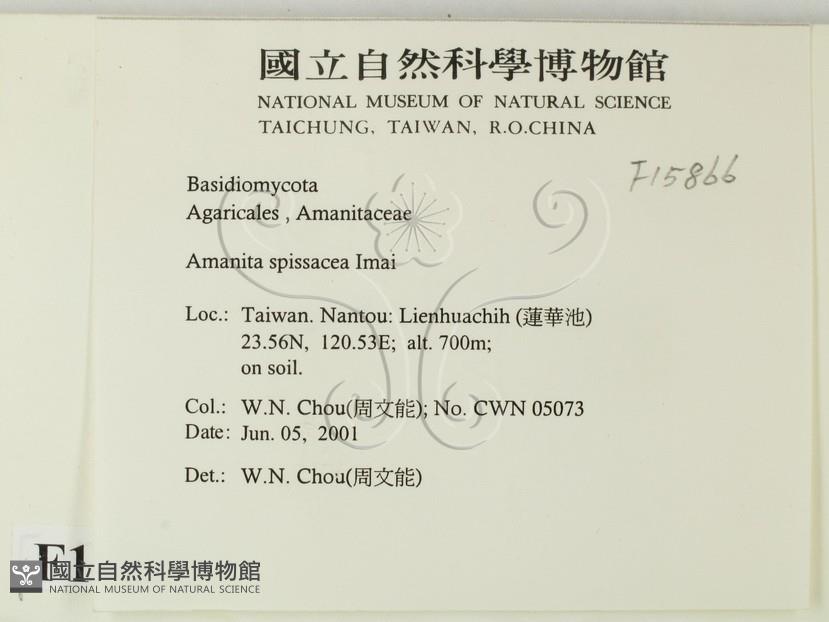 國立自然科學博物館
NATIONAL MUSEUM OF NATURAL SCIENCE
TAICHUNG, TAIWAN, R.O.CHINA
F15866
Basidiomycota
Agaricales , Amanitaceae
Amanita spissacea Imai
Loc.: Taiwan. Nantou: Lienhuachih (蓮華池)
23.56N, 120.53E; alt. 700m;
on soil.
Col.: W.N. Chou(周文能); No. CWN 05073
Date: Jun. 05, 2001
Det.: W.N. Chou(周文能)
F1
國立自然科學博物館
NATIONAL MUSEUM OF NATURAL SCIENCE